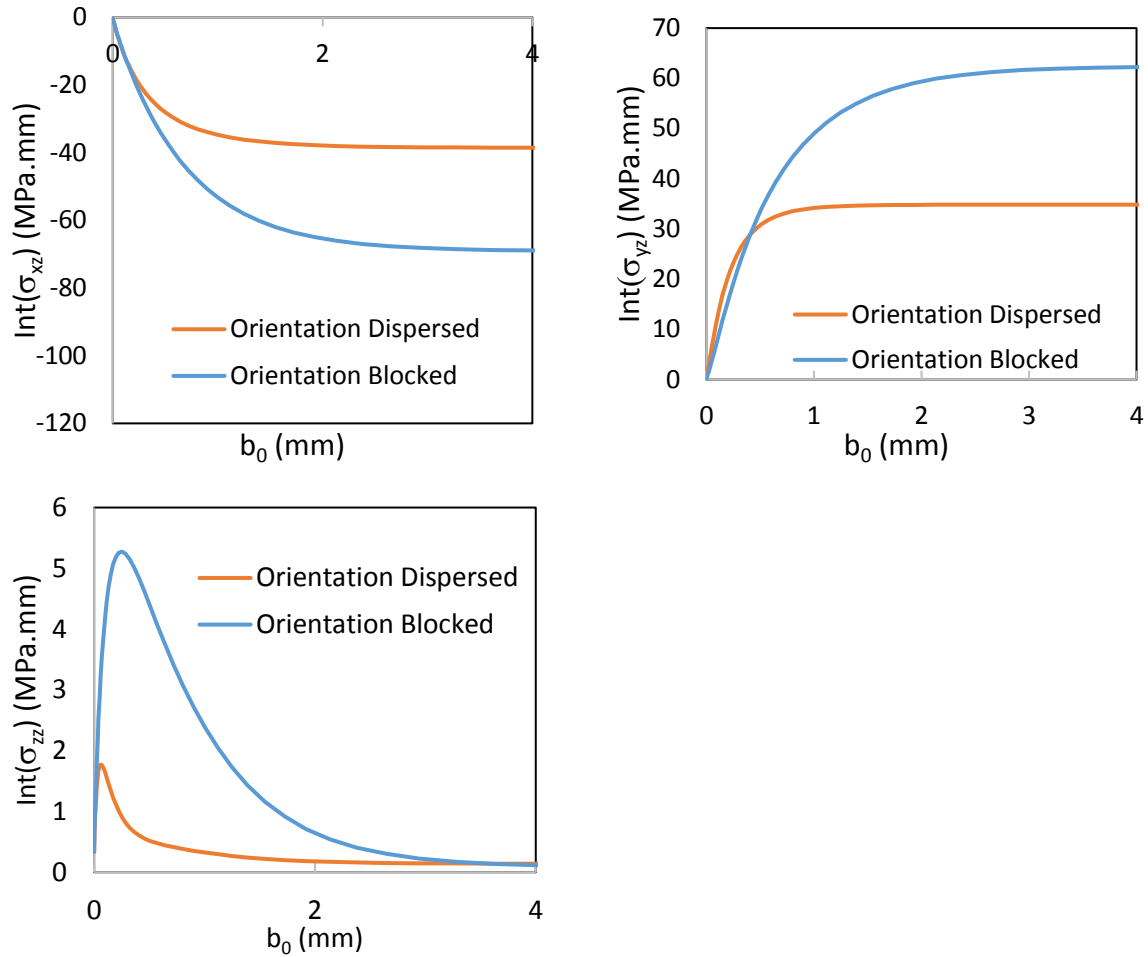 0
-20
-40
-60
-80
-100
-120
0
2
4
Int(σxz) (MPa.mm)
Orientation Dispersed
Orientation Blocked
b0 (mm)
70
60
50
40
30
20
10
0
Int(σyz) (MPa.mm)
Orientation Dispersed
Orientation Blocked
0
1
2
3
4
b0 (mm)
6
5
4
3
2
1
0
Int(σzz) (MPa.mm)
Orientation Dispersed
Orientation Blocked
0
2
4
b0 (mm)